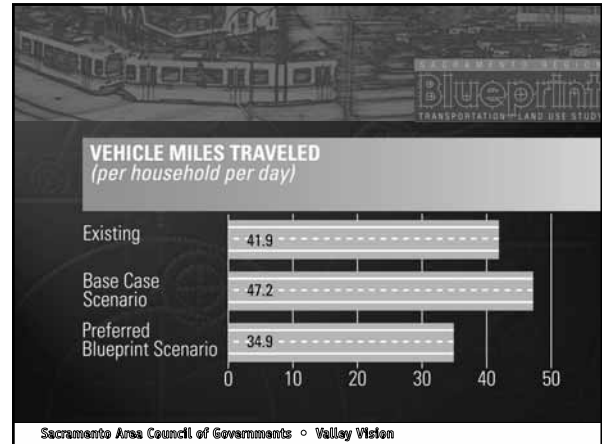 SACRAMENTO REGION
Blueprint
TRANSPORTATION LAND USE STUDY
VEHICLE MILES TRAVELED
(per household per day)
Existing
41.9
Base Case
Scenario
47.2
Preferred
Blueprint Scenario
34.9
0 10 20 30 40 50
Sacramento Area Council of Governments ○ Valley Vision